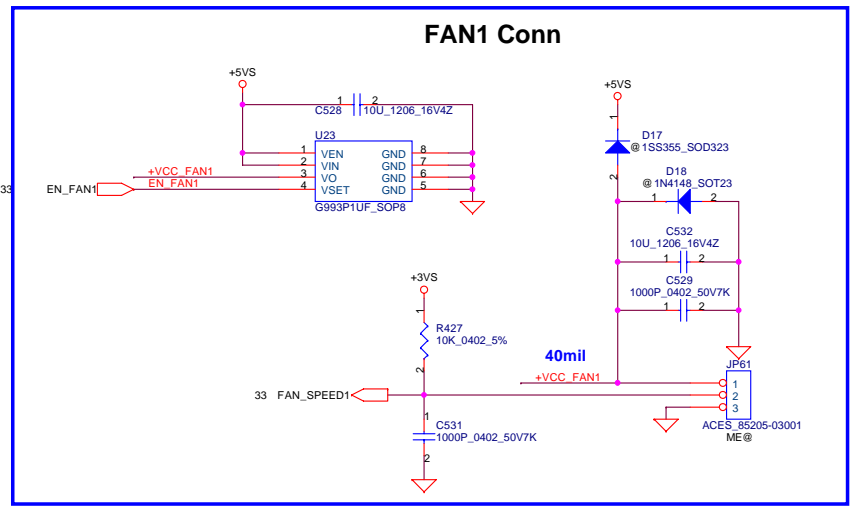 FAN1 Conn
+5VS
1 2
C528 10U_1206_16V4Z
U23
1 VEN GND 8
2 VIN GND 7
3 VO GND 6
4 VSET GND 5
G993P1UF_SOP8
+VCC_FAN1
EN_FAN1
33 EN_FAN1
+5VS
1
D17
@1SS355_SOD323
2
D18
@1N4148_SOT23
1 2
C532
10U_1206_16V4Z
1 2
C529
1000P_0402_50V7K
1 2
+3VS
1
R427
10K_0402_5%
2
40mil
+VCC_FAN1
33 FAN_SPEED1
1
C531
1000P_0402_50V7K
2
JP61
1
2
3
ACES_85205-03001
ME@